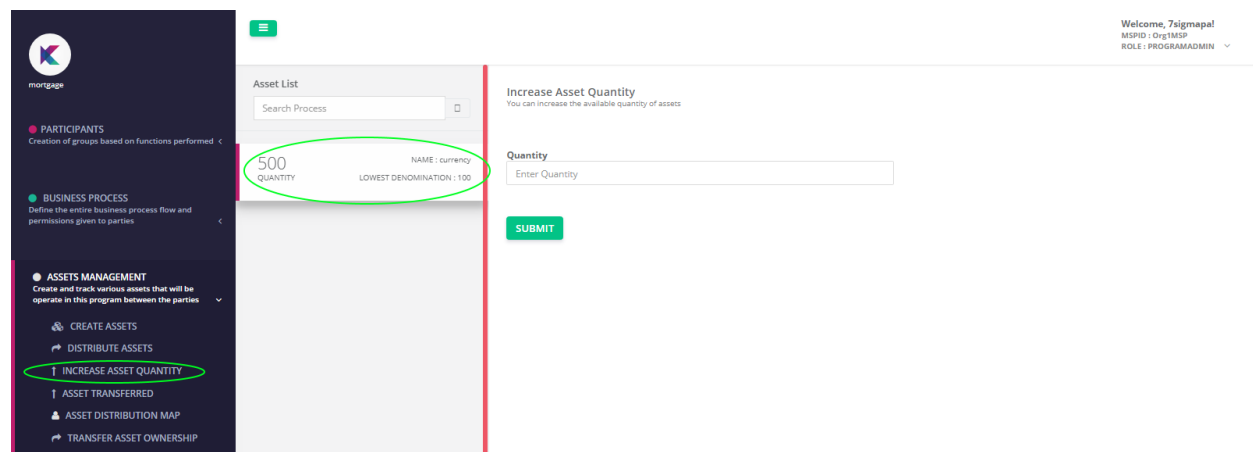 mortgage
PARTICIPANTS
Creation of groups based on functions performed
BUSINESS PROCESS
Define the entire business process flow and
permissions given to parties
ASSETS MANAGEMENT
Create and track various assets that will be
operate in this program between the parties
CREATE ASSETS
DISTRIBUTE ASSETS
INCREASE ASSET QUANTITY
ASSET TRANSFERRED
ASSET DISTRIBUTION MAP
TRANSFER ASSET OWNERSHIP
Welcome, 7sigmapa!
MSPID : Org1MSP
ROLE : PROGRAMADMIN
Asset List
Search Process
500
QUANTITY
NAME : currency
LOWEST DENOMINATION : 100
Increase Asset Quantity
You can increase the available quantity of assets
Quantity
Enter Quantity
SUBMIT